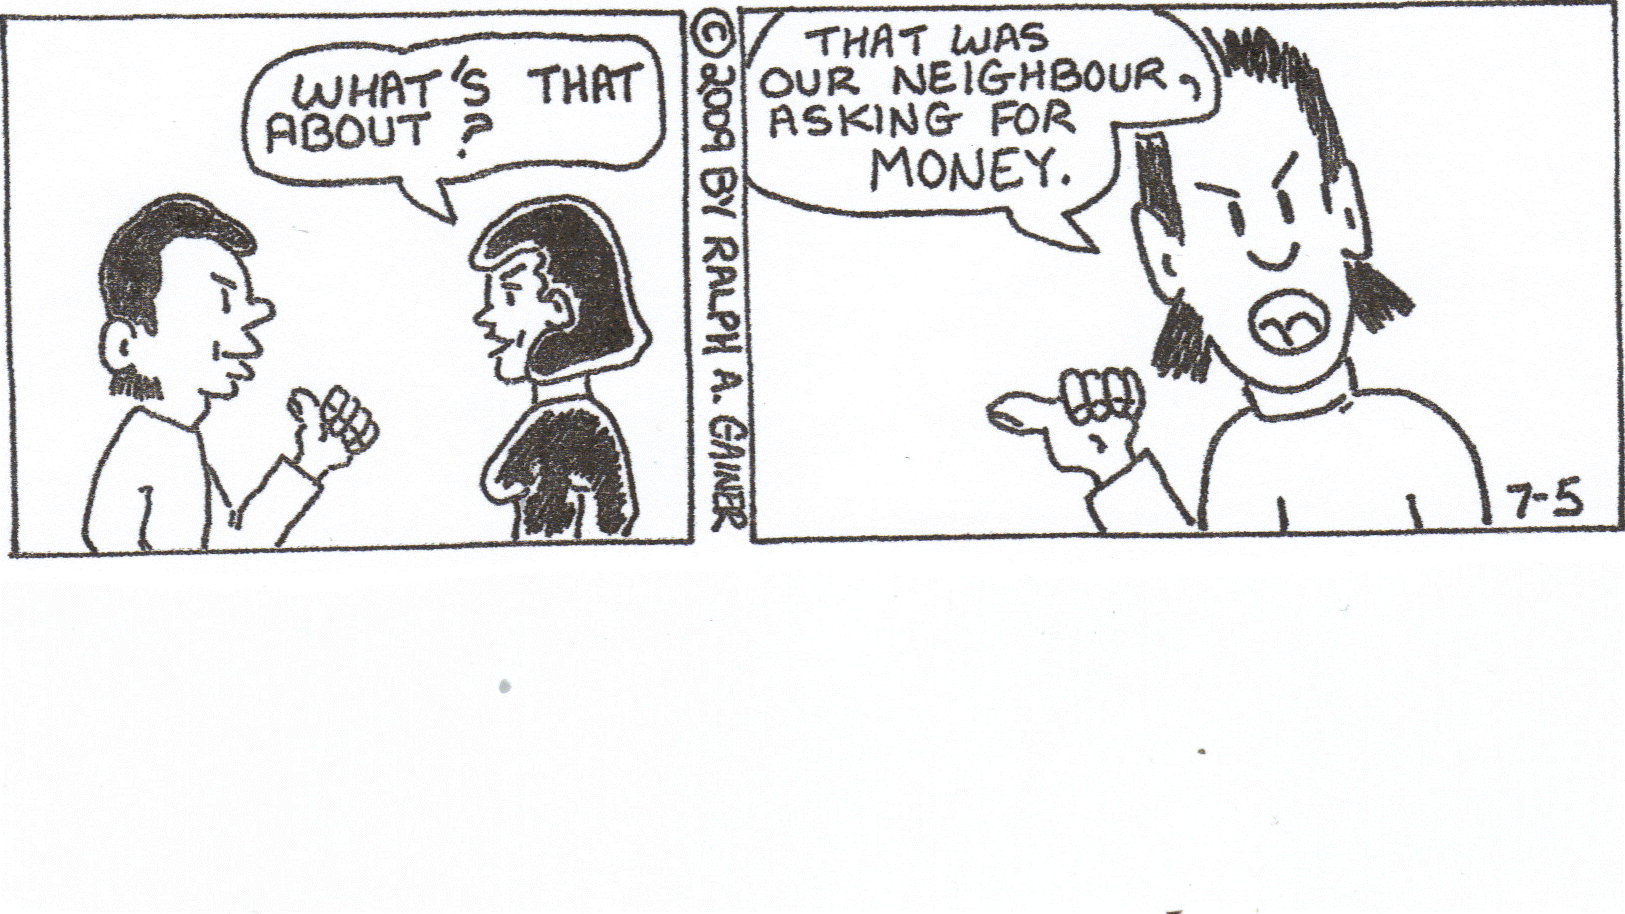 WHAT'S THAT
ABOUT?
©2009 BY RALPH A. GAINER
THAT WAS
OUR NEIGHBOUR,
ASKING FOR
MONEY.
7-5